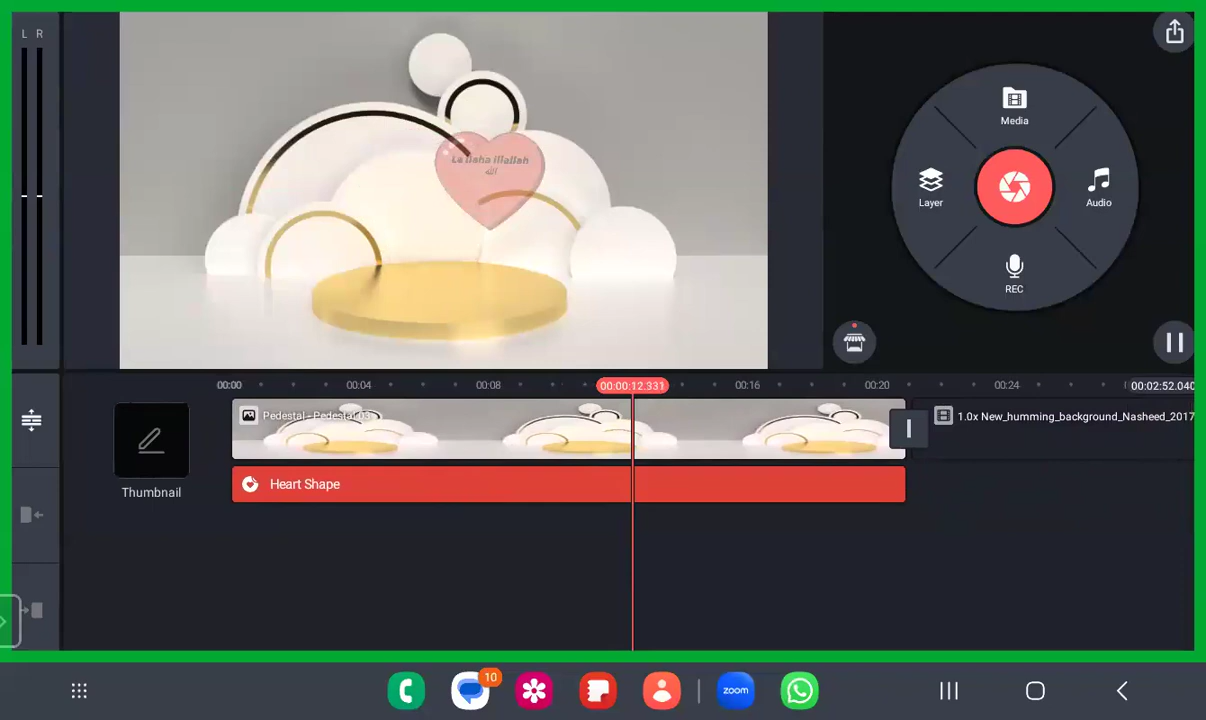 L R
La ilaha illallah
الله
Media
Layer
Audio
REC
00:00
00:04
00:08
00:00:12.331
00:16
00:20
00:24
00:02:52.040
Thumbnail
Pedestal - Pedestal 03
1.0x New_humming_background_Nasheed_2017
Heart Shape
10
zoom